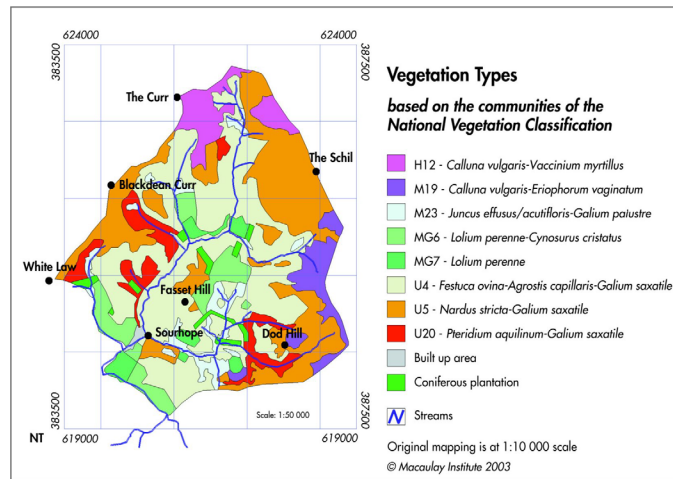 624000
624000
383500
387500
The Curr
The Schil
Blackdean Curr
White Law
Fasset Hill
Sourhope
Dod Hill
Scale: 1:50 000
383500
387500
NT
619000
619000
Vegetation Types
based on the communities of the
National Vegetation Classification
H12 - Calluna vulgaris-Vaccinium myrtillus
M19 - Calluna vulgaris-Eriophorum vaginatum
M23 - Juncus effusus/acutifloris-Galium palustre
MG6 - Lolium perenne-Cynosurus cristatus
MG7 - Lolium perenne
U4 - Festuca ovina-Agrostis capillaris-Galium saxatile
U5 - Nardus stricta-Galium saxatile
U20 - Pteridium aquilinum-Galium saxatile
Built up area
Coniferous plantation
Streams
Original mapping is at 1:10 000 scale
© Macaulay Institute 2003